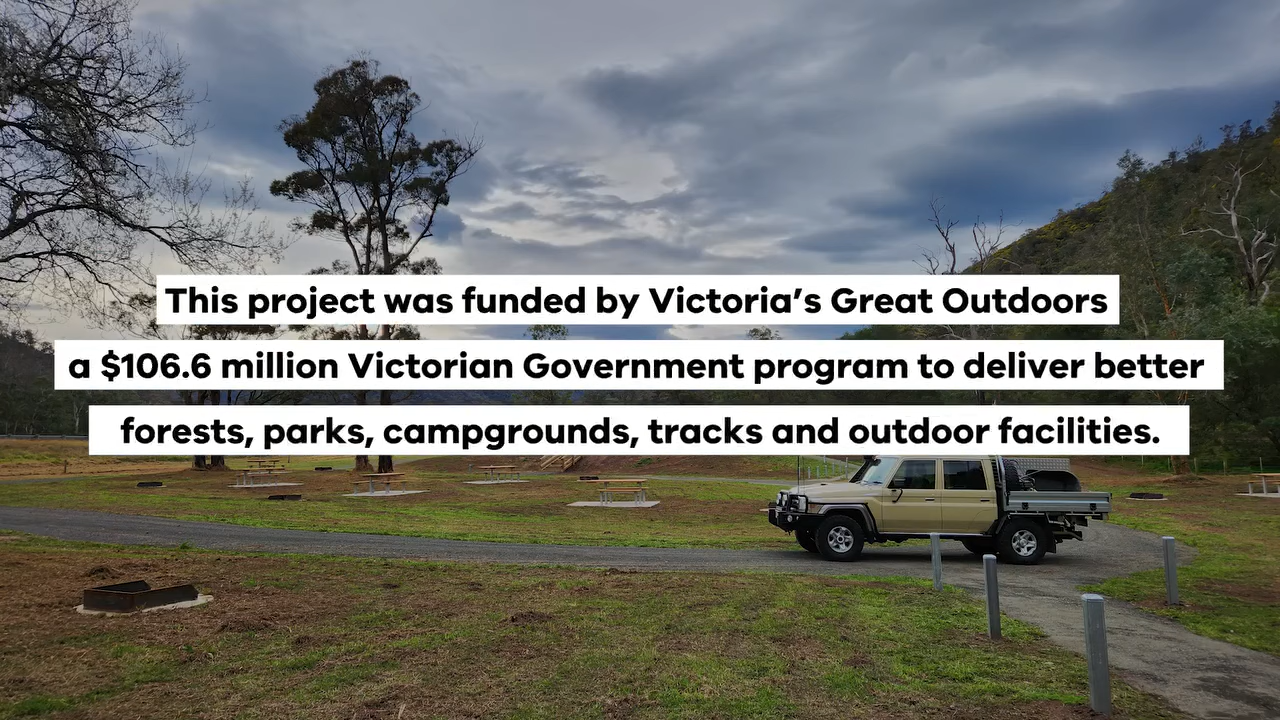 This project was funded by Victoria’s Great Outdoors
a $106.6 million Victorian Government program to deliver better
forests, parks, campgrounds, tracks and outdoor facilities.